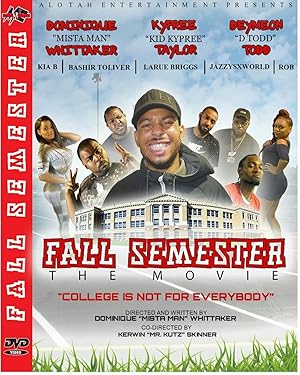 ALOTAH ENTERTAINMENT PRESENTS
DOMINIQUE
"MISTA MAN"
WHITTAKER
KYPREE
"KID KYPREE"
TAYLOR
DEYNEON
"D TODD"
TODD
KIA B
BASHIR TOLIVER
LARUE BRIGGS
JAZZYSXWORLD
ROB
FALL SEMESTER
THE MOVIE
"COLLEGE IS NOT FOR EVERYBODY"
DIRECTED AND WRITTEN BY
DOMINIQUE "MISTA MAN" WHITTAKER
CO-DIRECTED BY
KERWIN "MR. KUTZ" SKINNER
FALL SEMESTER
DVD
VIDEO